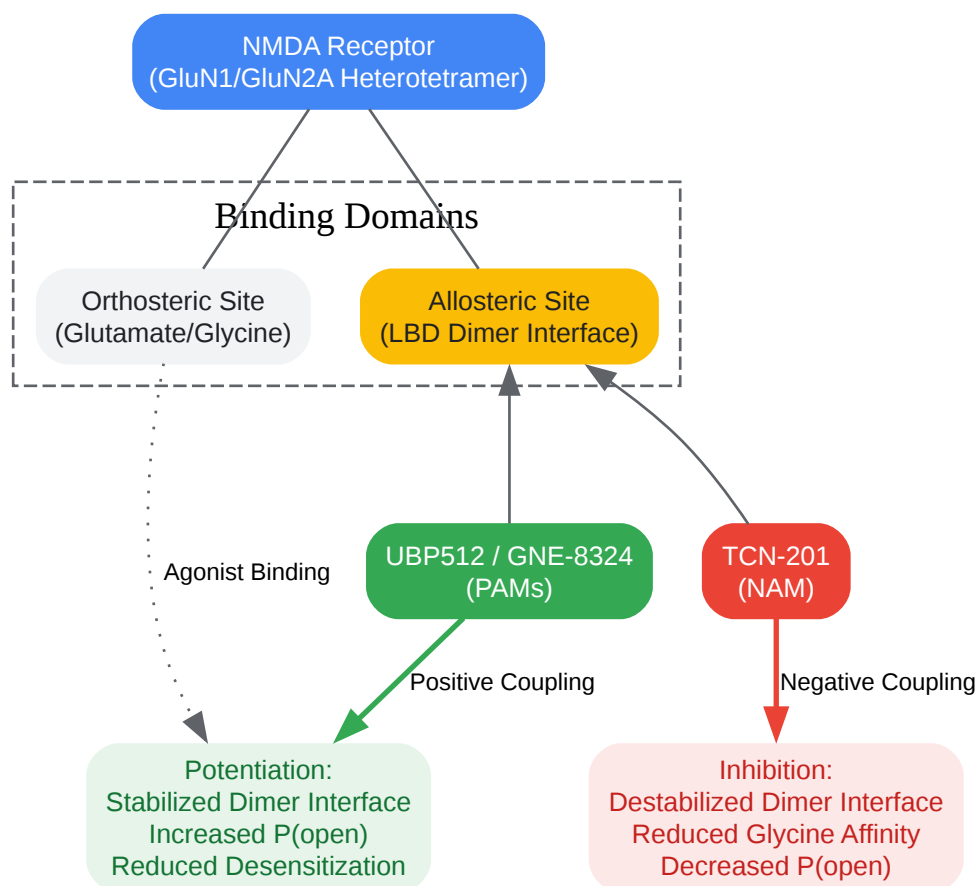 NMDA Receptor
(GluN1/GluN2A Heterotetramer)
Binding Domains
Orthosteric Site
(Glutamate/Glycine)
Allosteric Site
(LBD Dimer Interface)
UBP512 / GNE-8324
(PAMs)
TCN-201
(NAM)
Agonist Binding
Positive Coupling
Negative Coupling
Potentiation:
Stabilized Dimer Interface
Increased P(open)
Reduced Desensitization
Inhibition:
Destabilized Dimer Interface
Reduced Glycine Affinity
Decreased P(open)